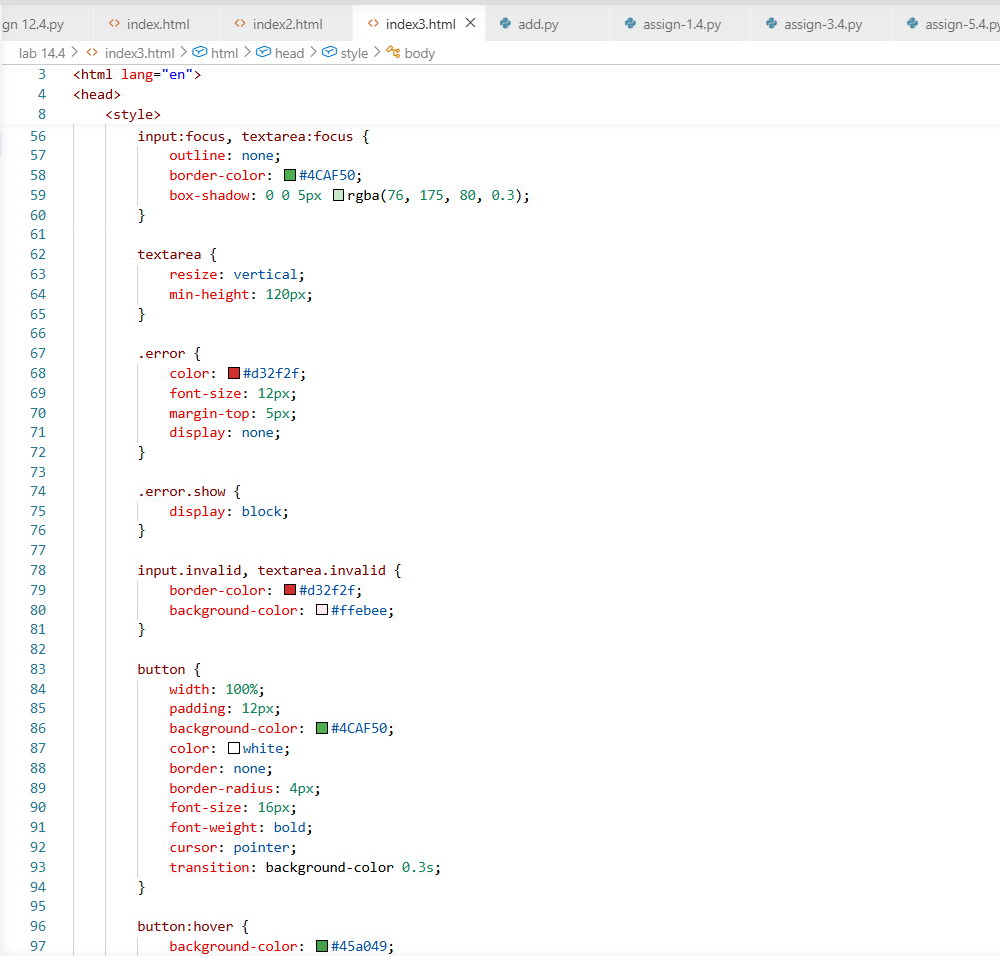 gn 12.4.py <> index.html <> index2.html <> index3.html × add.py assign-1.4.py assign-3.4.py assign-5.4.py
lab 14.4 > <> index3.html > html > head > style > body
3 <html lang="en">
4 <head>
8 <style>
56 input:focus, textarea:focus {
57 outline: none;
58 border-color: #4CAF50;
59 box-shadow: 0 0 5px rgba(76, 175, 80, 0.3);
60 }
61
62 textarea {
63 resize: vertical;
64 min-height: 120px;
65 }
66
67 .error {
68 color: #d32f2f;
69 font-size: 12px;
70 margin-top: 5px;
71 display: none;
72 }
73
74 .error.show {
75 display: block;
76 }
77
78 input.invalid, textarea.invalid {
79 border-color: #d32f2f;
80 background-color: #ffebee;
81 }
82
83 button {
84 width: 100%;
85 padding: 12px;
86 background-color: #4CAF50;
87 color: white;
88 border: none;
89 border-radius: 4px;
90 font-size: 16px;
91 font-weight: bold;
92 cursor: pointer;
93 transition: background-color 0.3s;
94 }
95
96 button:hover {
97 background-color: #45a049;